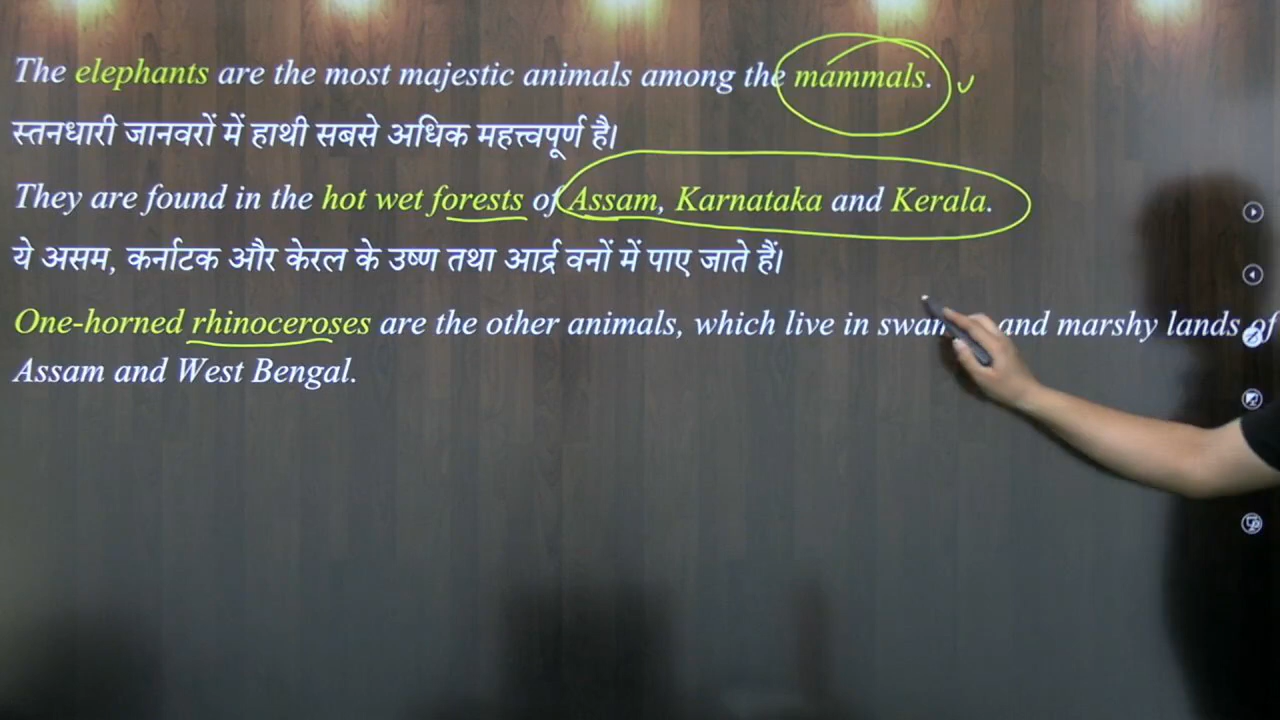 The elephants are the most majestic animals among the mammals.
स्तनधारी जानवरों में हाथी सबसे अधिक महत्त्वपूर्ण है।
They are found in the hot wet forests of Assam, Karnataka and Kerala.
ये असम, कर्नाटक और केरल के उष्ण तथा आर्द्र वनों में पाए जाते हैं।
One-horned rhinoceroses are the other animals, which live in and marshy lands of
Assam and West Bengal.